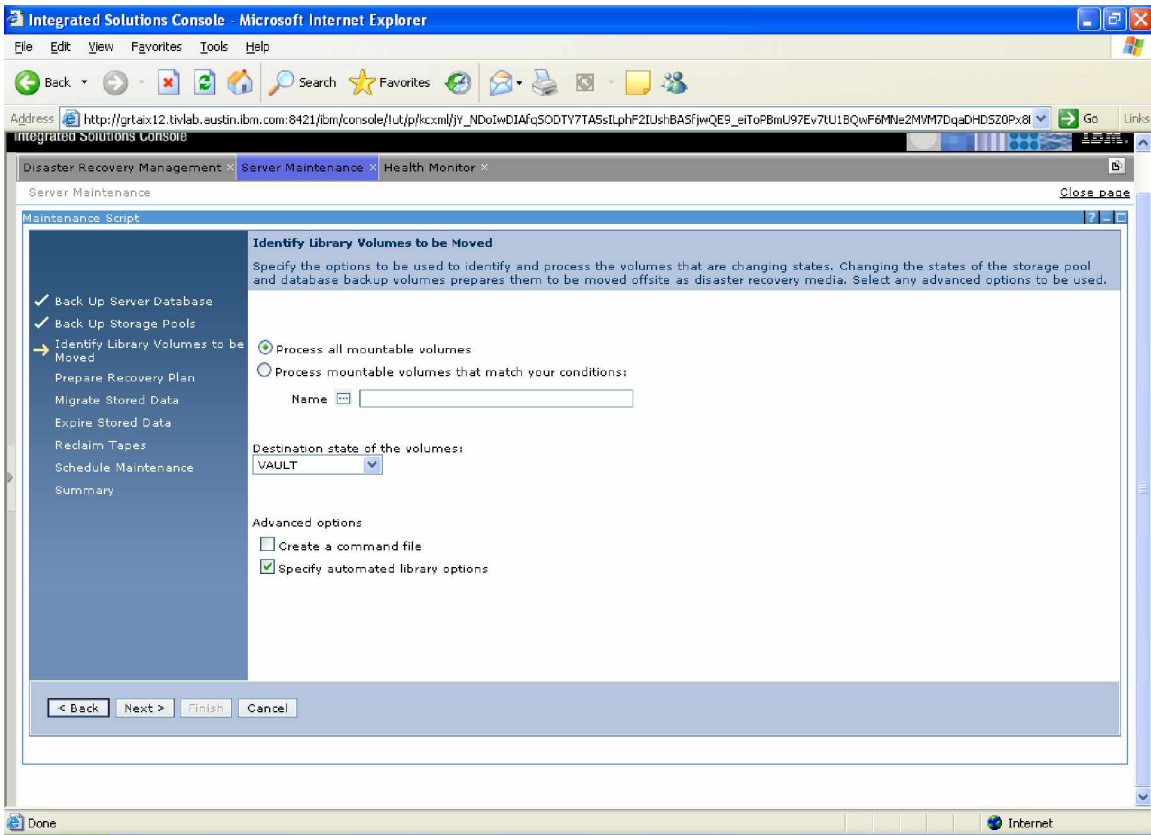 Integrated Solutions Console - Microsoft Internet Explorer
File Edit View Favorites Tools Help
Back Search Favorites
Address http://grtaix12.tivlab.austin.ibm.com:8421/ibm/console/!ut/p/kcxml/jY_NDoIwDIAfqSODTY7TA5sILphF2IUshBASfjwQE9_eiToPBmU97Ev7tU1BQwF6MNe2MVM7DqaDHDSZ0Px8l Go Links
Integrated Solutions Console IBM.
Disaster Recovery Management × Server Maintenance × Health Monitor ×
Server Maintenance Close page
Maintenance Script ?
Identify Library Volumes to be Moved
Specify the options to be used to identify and process the volumes that are changing states. Changing the states of the storage pool
and database backup volumes prepares them to be moved offsite as disaster recovery media. Select any advanced options to be used.
Back Up Server Database
Back Up Storage Pools
Identify Library Volumes to be
Moved
Prepare Recovery Plan
Migrate Stored Data
Expire Stored Data
Reclaim Tapes
Schedule Maintenance
Summary
Process all mountable volumes
Process mountable volumes that match your conditions:
Name
Destination state of the volumes:
VAULT
Advanced options
Create a command file
Specify automated library options
< Back Next > Finish Cancel
Done Internet